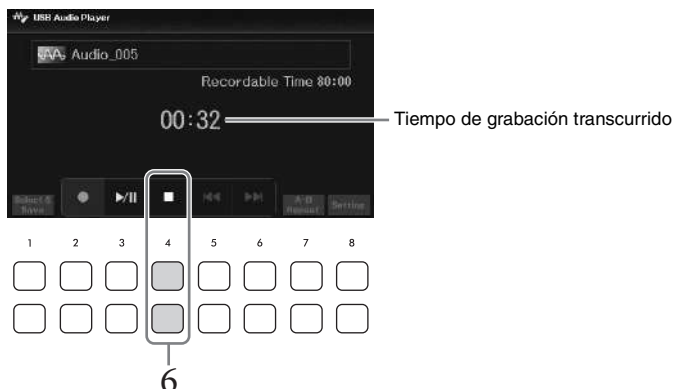 USB Audio Player
Audio_005
Recordable Time 80:00
00:32
Tiempo de grabación transcurrido
Select &
Save
A-B
Repeat
Setting
1 2 3 4 5 6 7 8
6